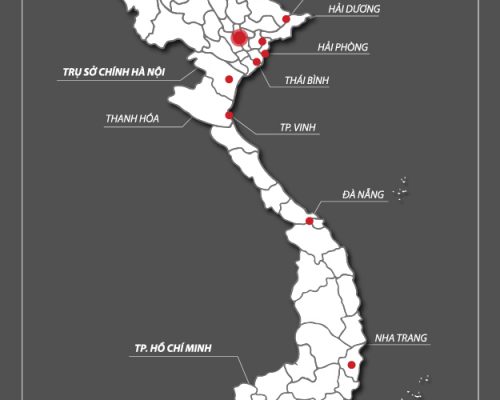 HẢI DƯƠNG
HẢI PHÒNG
TRỤ SỞ CHÍNH HÀ NỘI
THÁI BÌNH
THANH HÓA
TP. VINH
ĐÀ NẴNG
NHA TRANG
TP. HỒ CHÍ MINH